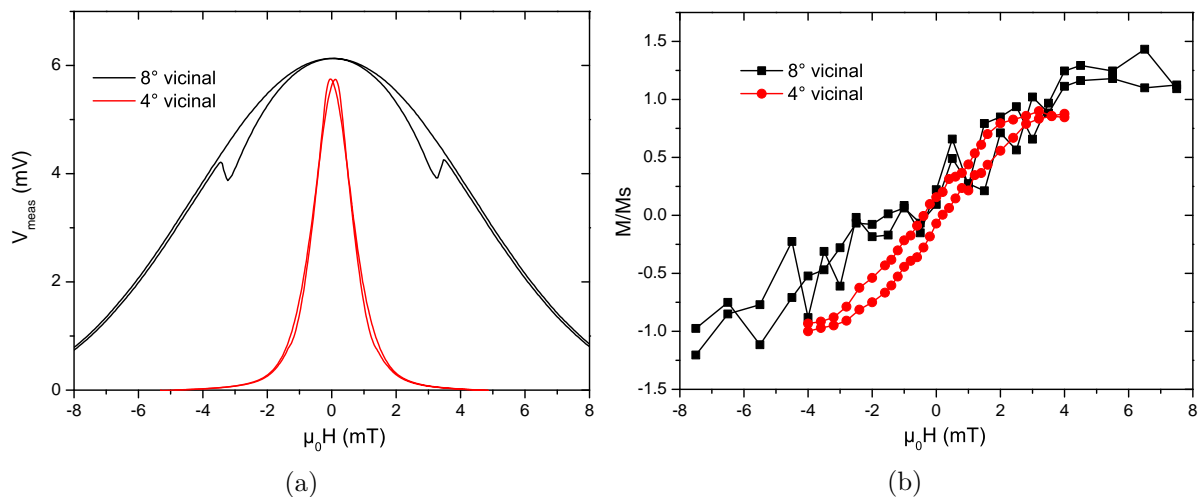 6
4
2
0
V_meas (mV)
8° vicinal
4° vicinal
-8 -6 -4 -2 0 2 4 6 8
μ₀H (mT)
(a)
1.5
1.0
0.5
0.0
-0.5
-1.0
-1.5
M/Ms
8° vicinal
4° vicinal
-8 -6 -4 -2 0 2 4 6 8
μ₀H (mT)
(b)